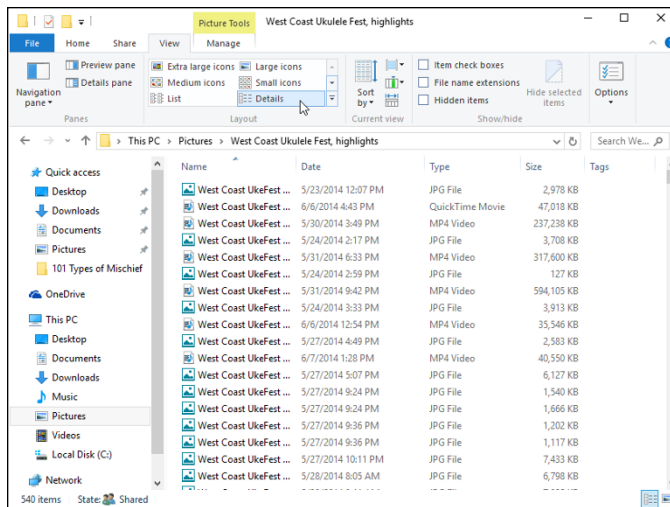 Picture Tools West Coast Ukulele Fest, highlights
File Home Share View Manage
Preview pane Extra large icons Large icons Item check boxes
Details pane Medium icons Small icons File name extensions
Navigation pane List Details Sort by Hidden items Hide selected items Options
Panes Layout Current view Show/hide
This PC Pictures West Coast Ukulele Fest, highlights Search We...
Name Date Type Size Tags
Quick access
Desktop
Downloads
Documents
Pictures
101 Types of Mischief
OneDrive
This PC
Desktop
Documents
Downloads
Music
Pictures
Videos
Local Disk (C:)
Network
West Coast UkeFest ... 5/23/2014 12:07 PM JPG File 2,978 KB
West Coast UkeFest ... 6/6/2014 4:43 PM QuickTime Movie 47,018 KB
West Coast UkeFest ... 5/30/2014 3:49 PM MP4 Video 237,238 KB
West Coast UkeFest ... 5/24/2014 2:17 PM JPG File 3,708 KB
West Coast UkeFest ... 5/31/2014 6:33 PM MP4 Video 317,600 KB
West Coast UkeFest ... 5/24/2014 2:59 PM JPG File 127 KB
West Coast UkeFest ... 5/31/2014 9:42 PM MP4 Video 594,105 KB
West Coast UkeFest ... 5/24/2014 3:33 PM JPG File 3,913 KB
West Coast UkeFest ... 6/6/2014 12:54 PM MP4 Video 35,546 KB
West Coast UkeFest ... 5/27/2014 4:49 PM JPG File 2,583 KB
West Coast UkeFest ... 6/7/2014 1:28 PM MP4 Video 40,550 KB
West Coast UkeFest ... 5/27/2014 5:07 PM JPG File 6,127 KB
West Coast UkeFest ... 5/27/2014 9:24 PM JPG File 1,540 KB
West Coast UkeFest ... 5/27/2014 9:24 PM JPG File 1,666 KB
West Coast UkeFest ... 5/27/2014 9:36 PM JPG File 1,202 KB
West Coast UkeFest ... 5/27/2014 9:36 PM JPG File 1,117 KB
West Coast UkeFest ... 5/27/2014 10:11 PM JPG File 7,433 KB
West Coast UkeFest ... 5/28/2014 8:05 AM JPG File 6,798 KB
540 items State: Shared